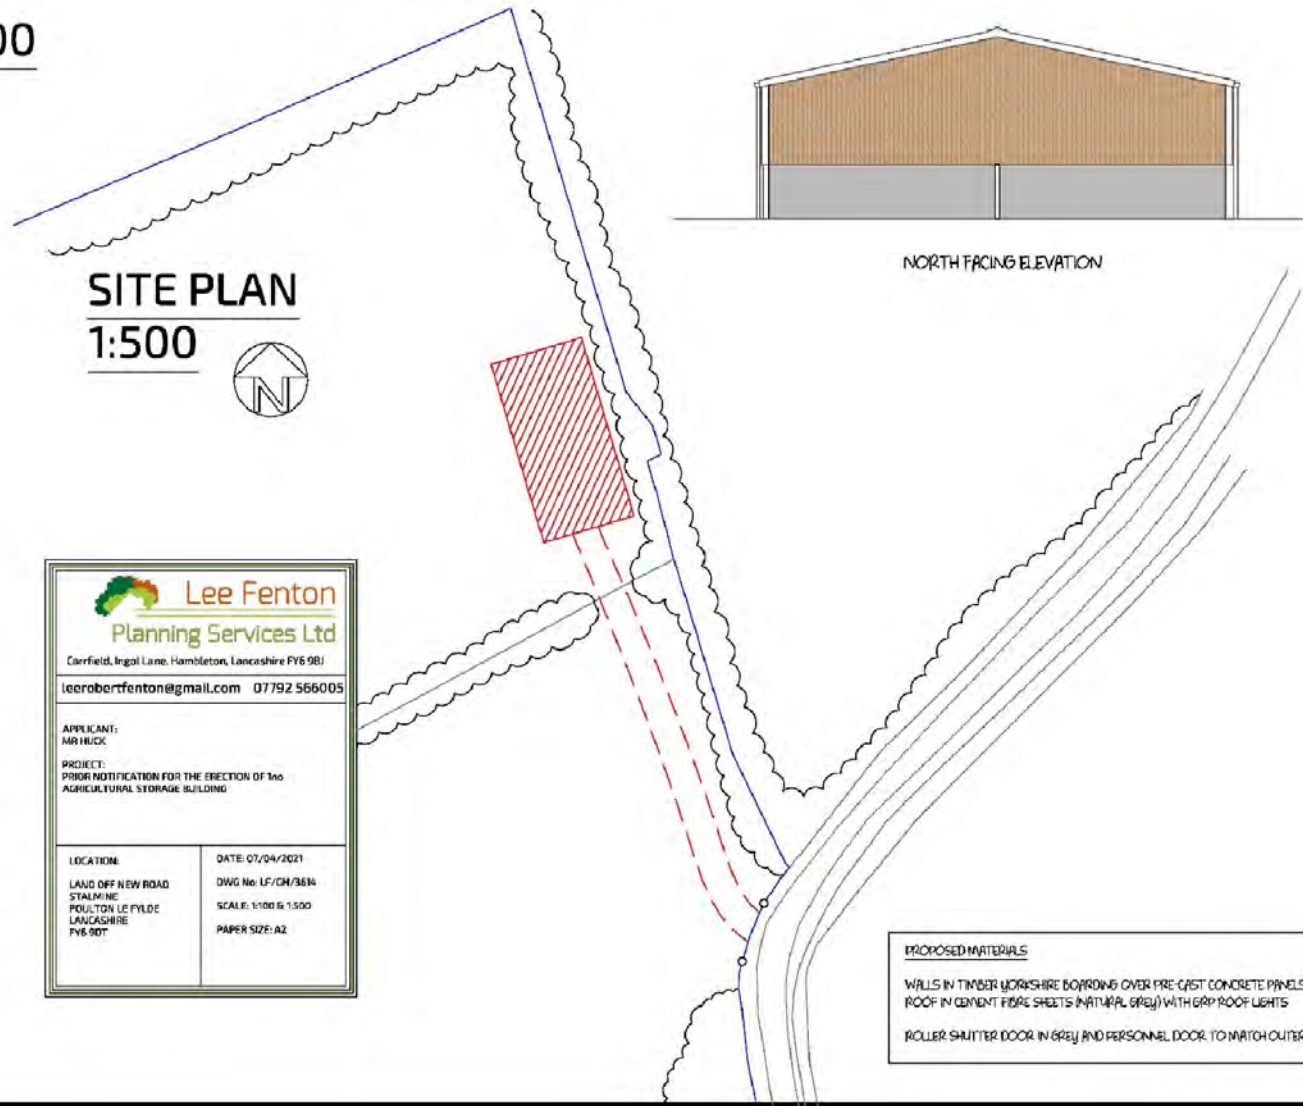 00
SITE PLAN
1:500
N
NORTH FACING ELEVATION
Lee Fenton
Planning Services Ltd
Carrfield, Ingol Lane, Hambleton, Lancashire FY6 9BJ
leerobertfenton@gmail.com 07792 566005
APPLICANT:
MR HUCK
PROJECT:
PRIOR NOTIFICATION FOR THE ERECTION OF 1no
AGRICULTURAL STORAGE BUILDING
LOCATION:
LAND OFF NEW ROAD
STALMINE
POULTON LE FYLDE
LANCASHIRE
FY6 9DT
DATE: 07/04/2021
DWG No: LF/GH/3614
SCALE: 1:100 & 1:500
PAPER SIZE: A2
PROPOSED MATERIALS
WALLS IN TIMBER YORKSHIRE BOARDING OVER PRE-CAST CONCRETE PANELS
ROOF IN CEMENT FIBRE SHEETS (NATURAL GREY) WITH GRP ROOF LIGHTS
ROLLER SHUTTER DOOR IN GREY AND PERSONNEL DOOR TO MATCH OUTER